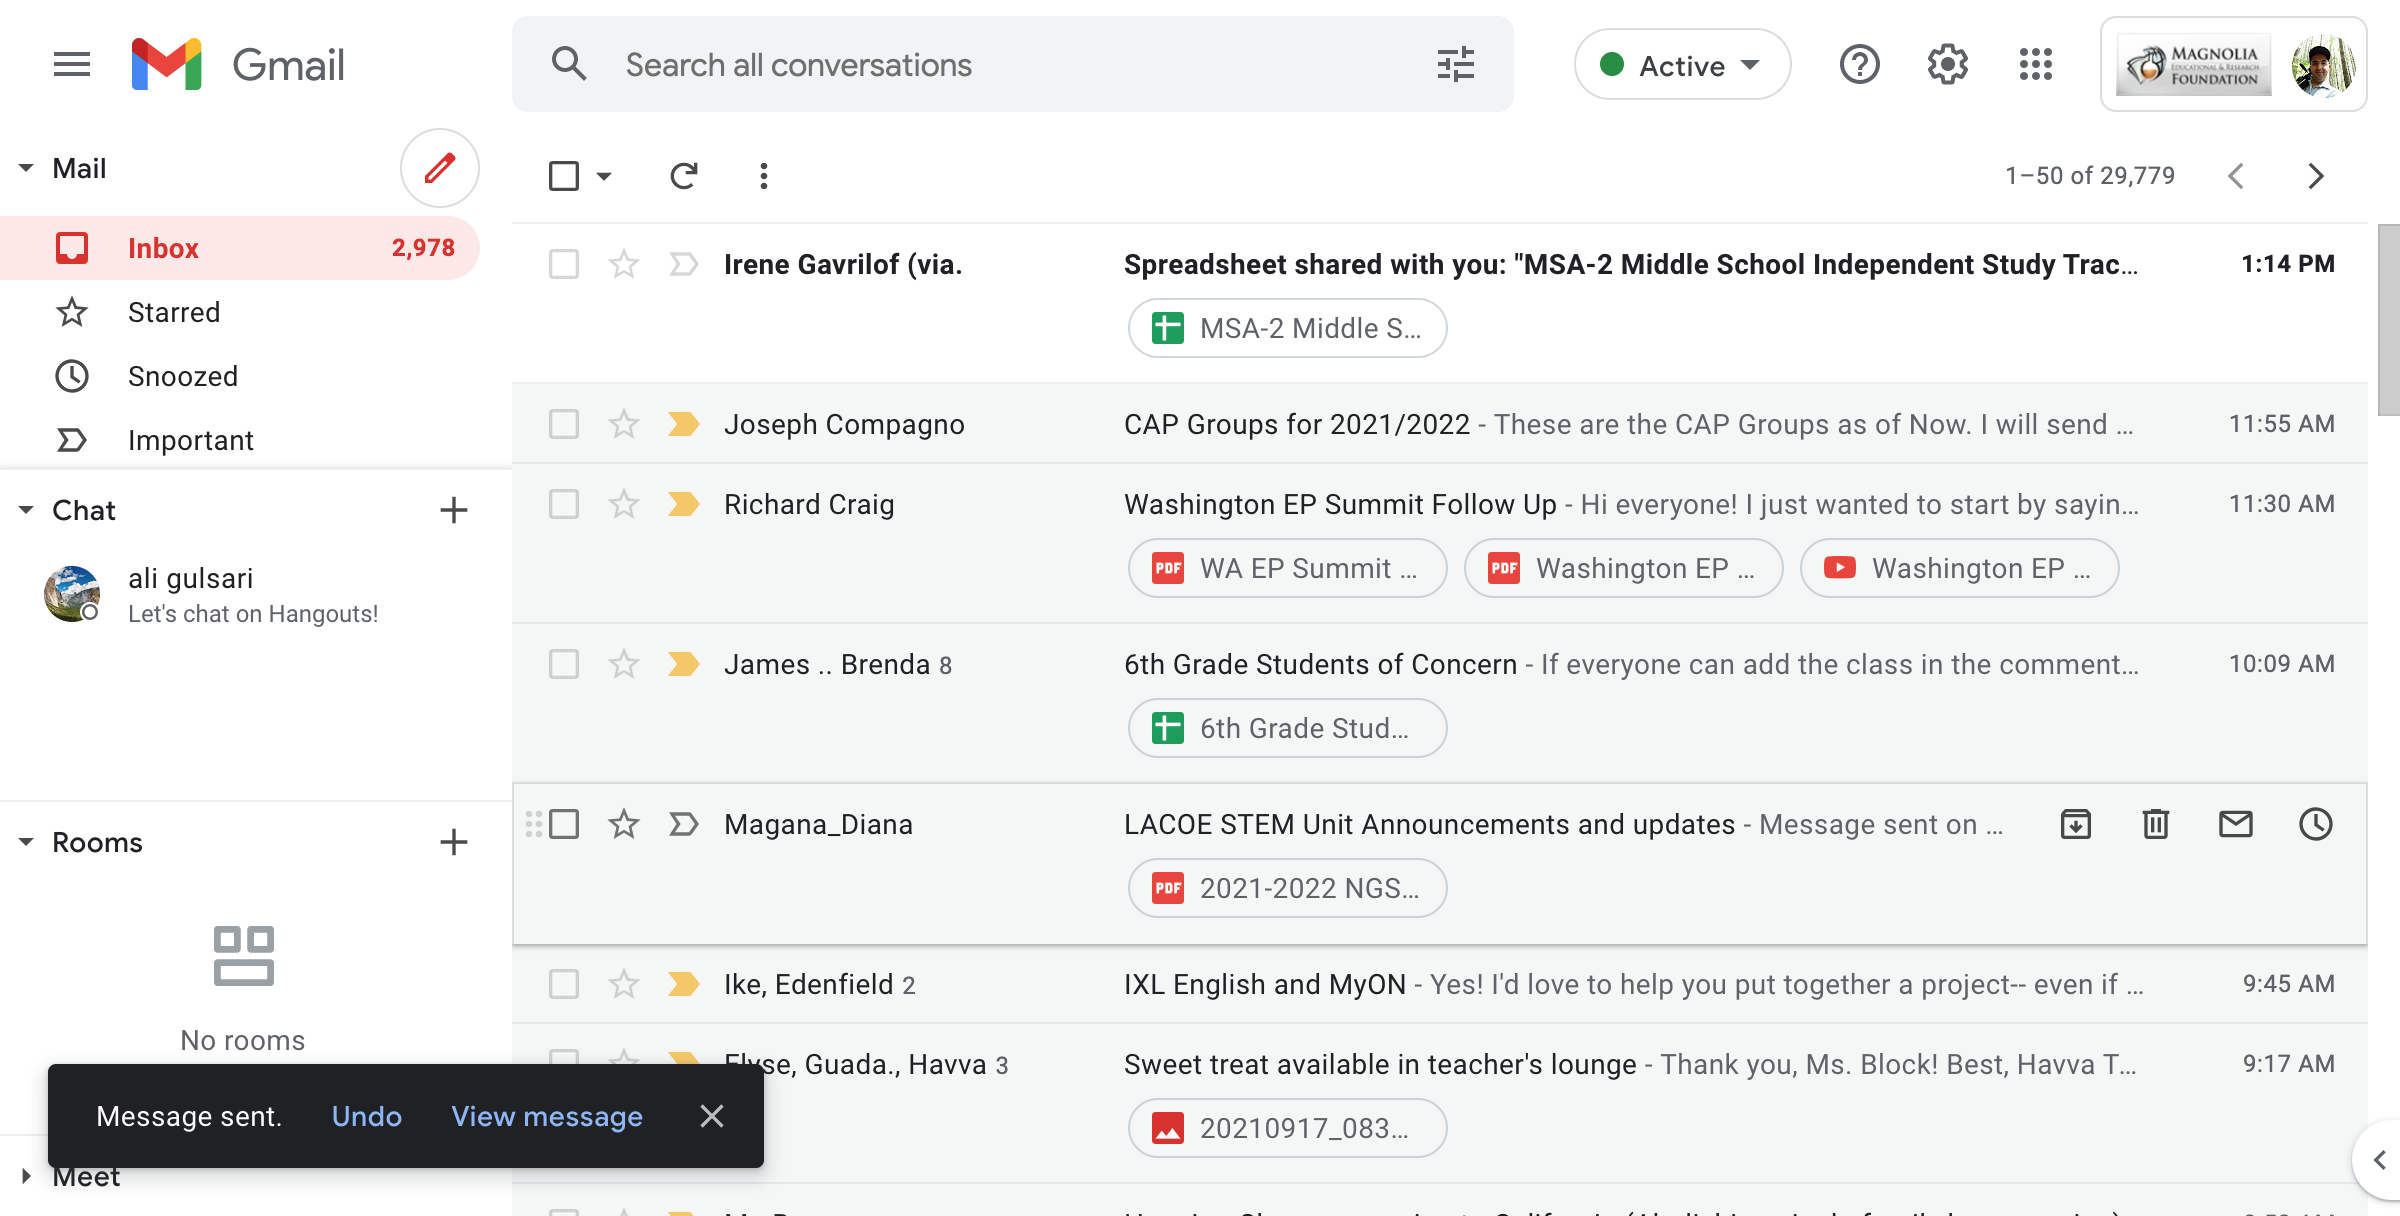 Gmail
Search all conversations
Active
MAGNOLIA
EDUCATIONAL & RESEARCH
FOUNDATION
Mail
1–50 of 29,779
Inbox 2,978
Starred
Snoozed
Important
Chat
ali gulsari
Let's chat on Hangouts!
Rooms
No rooms
Meet
Irene Gavrilof (via. Spreadsheet shared with you: "MSA-2 Middle School Independent Study Trac... 1:14 PM
MSA-2 Middle S...
Joseph Compagno CAP Groups for 2021/2022 - These are the CAP Groups as of Now. I will send ... 11:55 AM
Richard Craig Washington EP Summit Follow Up - Hi everyone! I just wanted to start by sayin... 11:30 AM
PDF WA EP Summit ... PDF Washington EP ... Washington EP ...
James .. Brenda 8 6th Grade Students of Concern - If everyone can add the class in the comment... 10:09 AM
6th Grade Stud...
Magana_Diana LACOE STEM Unit Announcements and updates - Message sent on ...
PDF 2021-2022 NGS...
Ike, Edenfield 2 IXL English and MyON - Yes! I'd love to help you put together a project-- even if ... 9:45 AM
Elyse, Guada., Havva 3 Sweet treat available in teacher's lounge - Thank you, Ms. Block! Best, Havva T... 9:17 AM
20210917_083...
Message sent. Undo View message